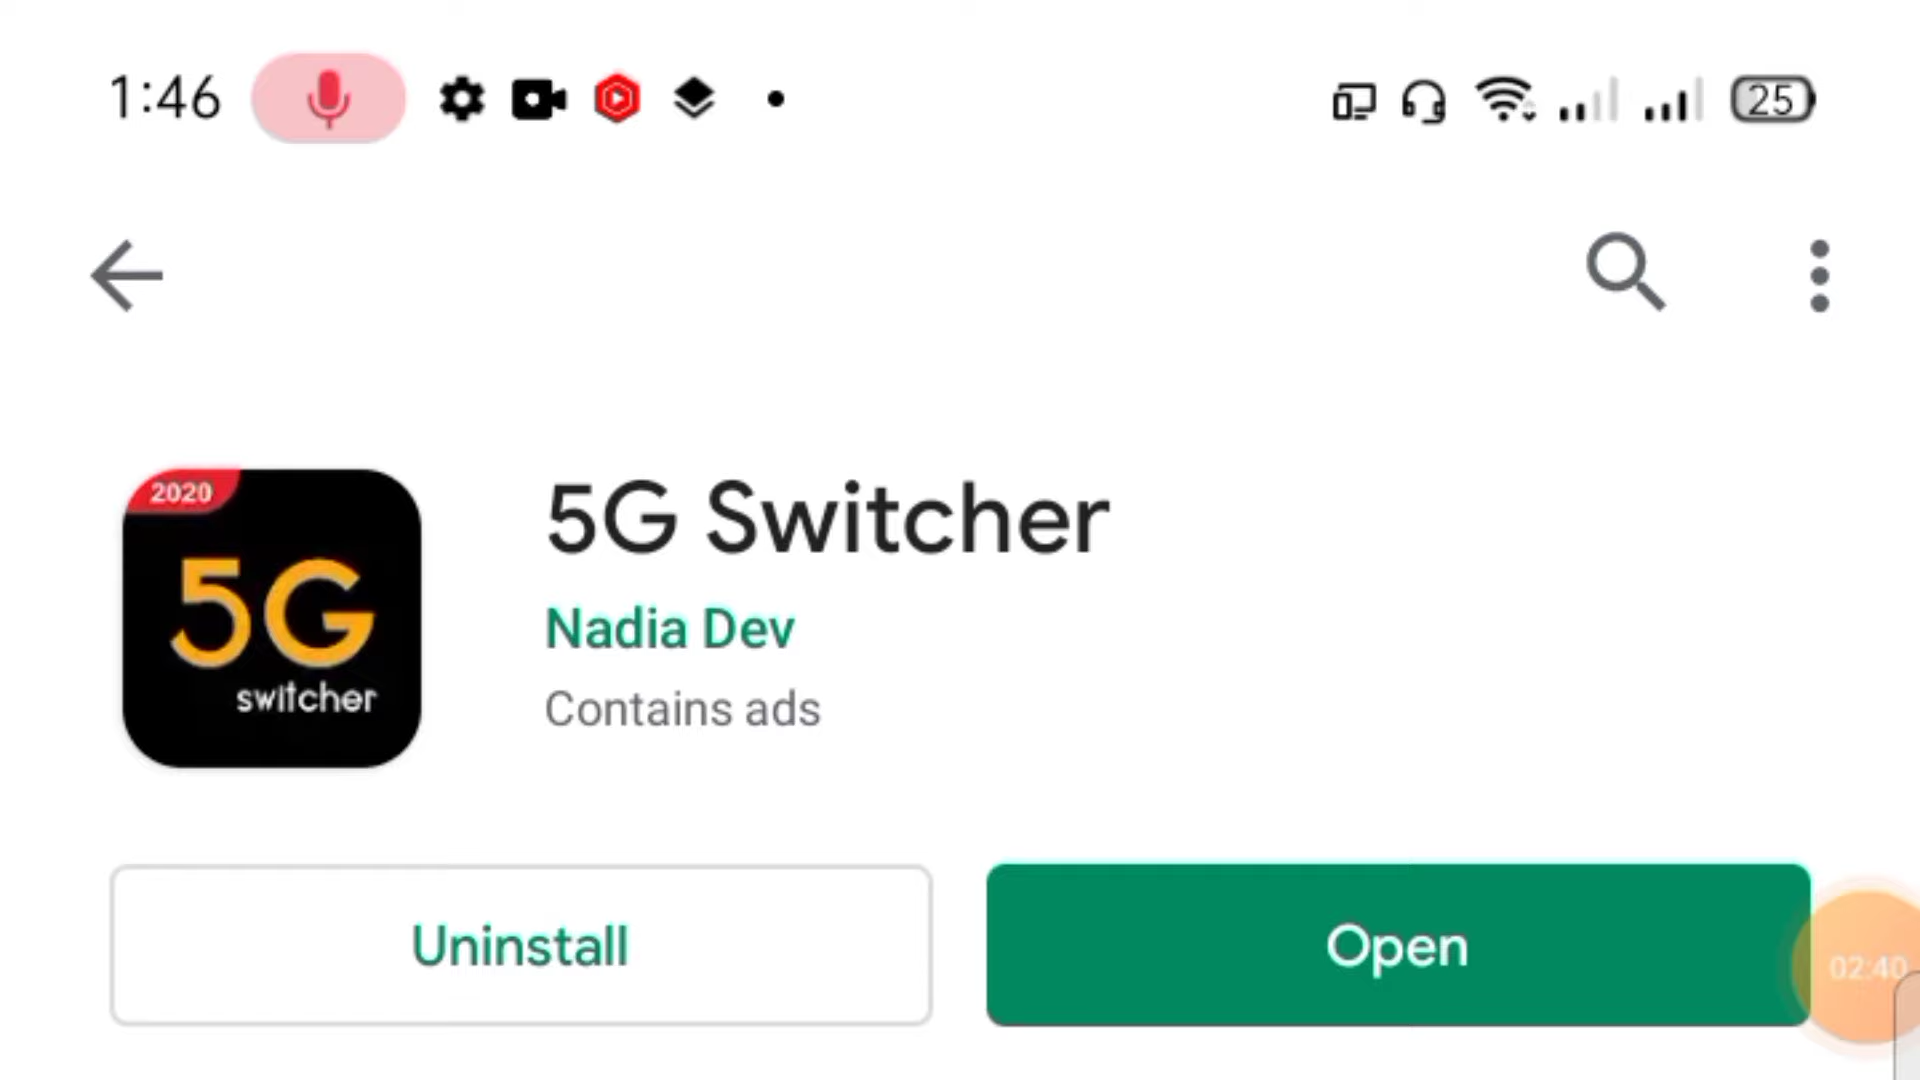 1:46
25
2020
5G
switcher
5G Switcher
Nadia Dev
Contains ads
Uninstall
Open
02:40